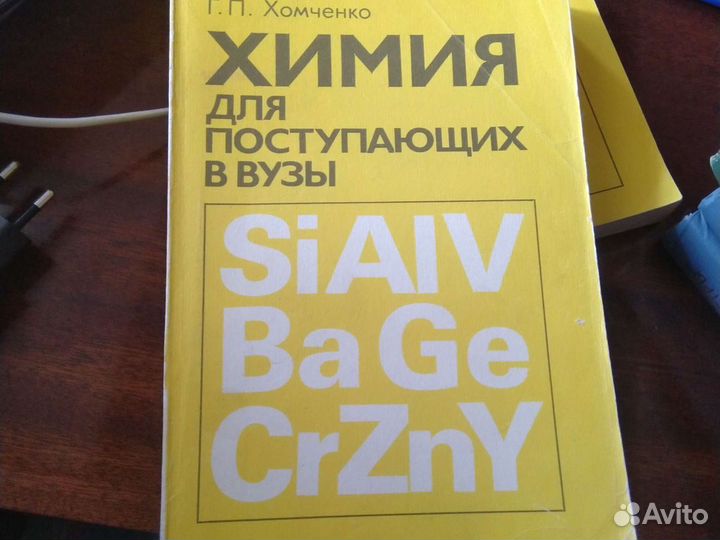 Г. П. Хомченко
ХИМИЯ
ДЛЯ
ПОСТУПАЮЩИХ
В ВУЗЫ
SiAlV
Ba Ge
CrZnY
Avito